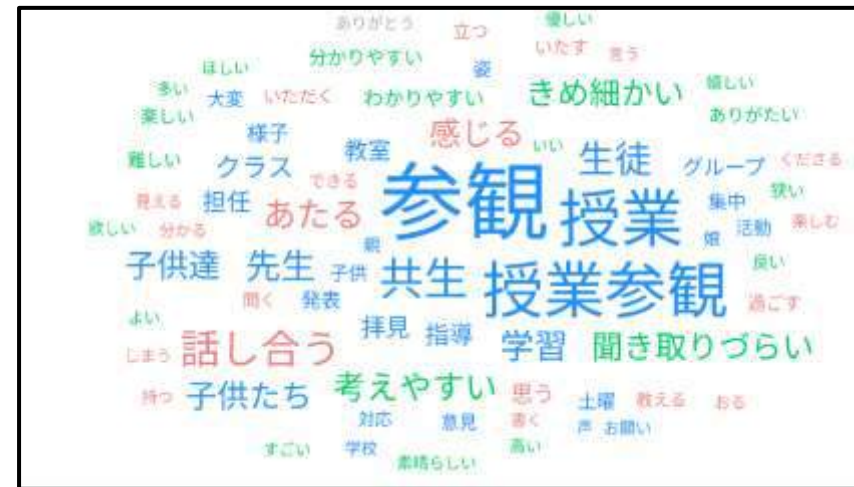 ありがとう 立つ 優しい
分かりやすい いたす 言う
ほしい 姿
多い 大変 いただく わかりやすい きめ細かい 嬉しい
楽しい 様子 感じる ありがたい
難しい クラス 教室 いい 生徒 グループ くださる
できる 参観 授業 狭い
見える 担任 あたる 集中
欲しい 分かる 親 娘 活動 楽しむ
子供達 先生 子供 共生 授業参観 良い
聞く 発表 過ごす
よい 拝見 指導
しまう 話し合う 学習 聞き取りづらい
持つ 子供たち 考えやすい 思う 土曜 教える おる
対応 意見 書く 声 お願い
すごい 学校 素晴らしい 高い